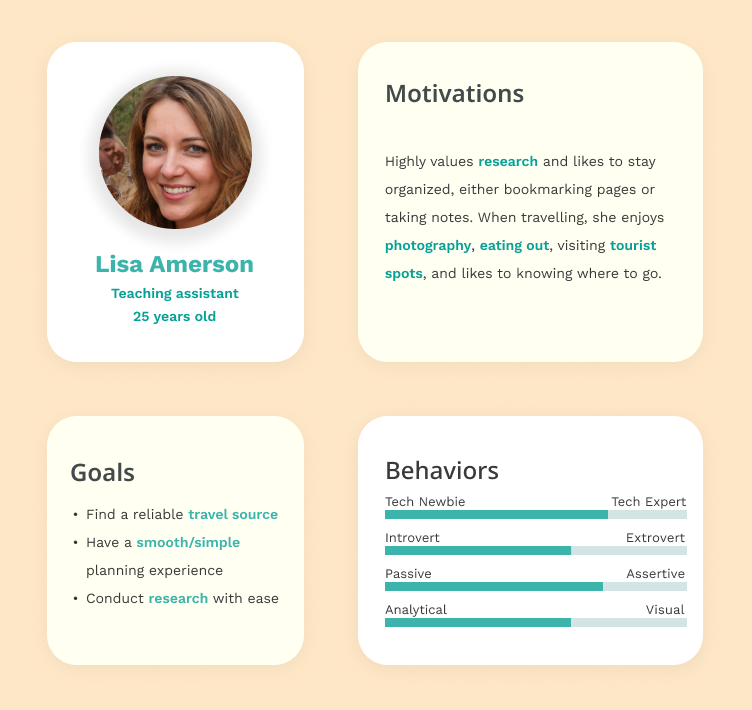 Lisa Amerson
Teaching assistant
25 years old
Motivations
Highly values research and likes to stay
organized, either bookmarking pages or
taking notes. When travelling, she enjoys
photography, eating out, visiting tourist
spots, and likes to knowing where to go.
Goals
• Find a reliable travel source
• Have a smooth/simple
planning experience
• Conduct research with ease
Behaviors
Tech Newbie Tech Expert
Introvert Extrovert
Passive Assertive
Analytical Visual